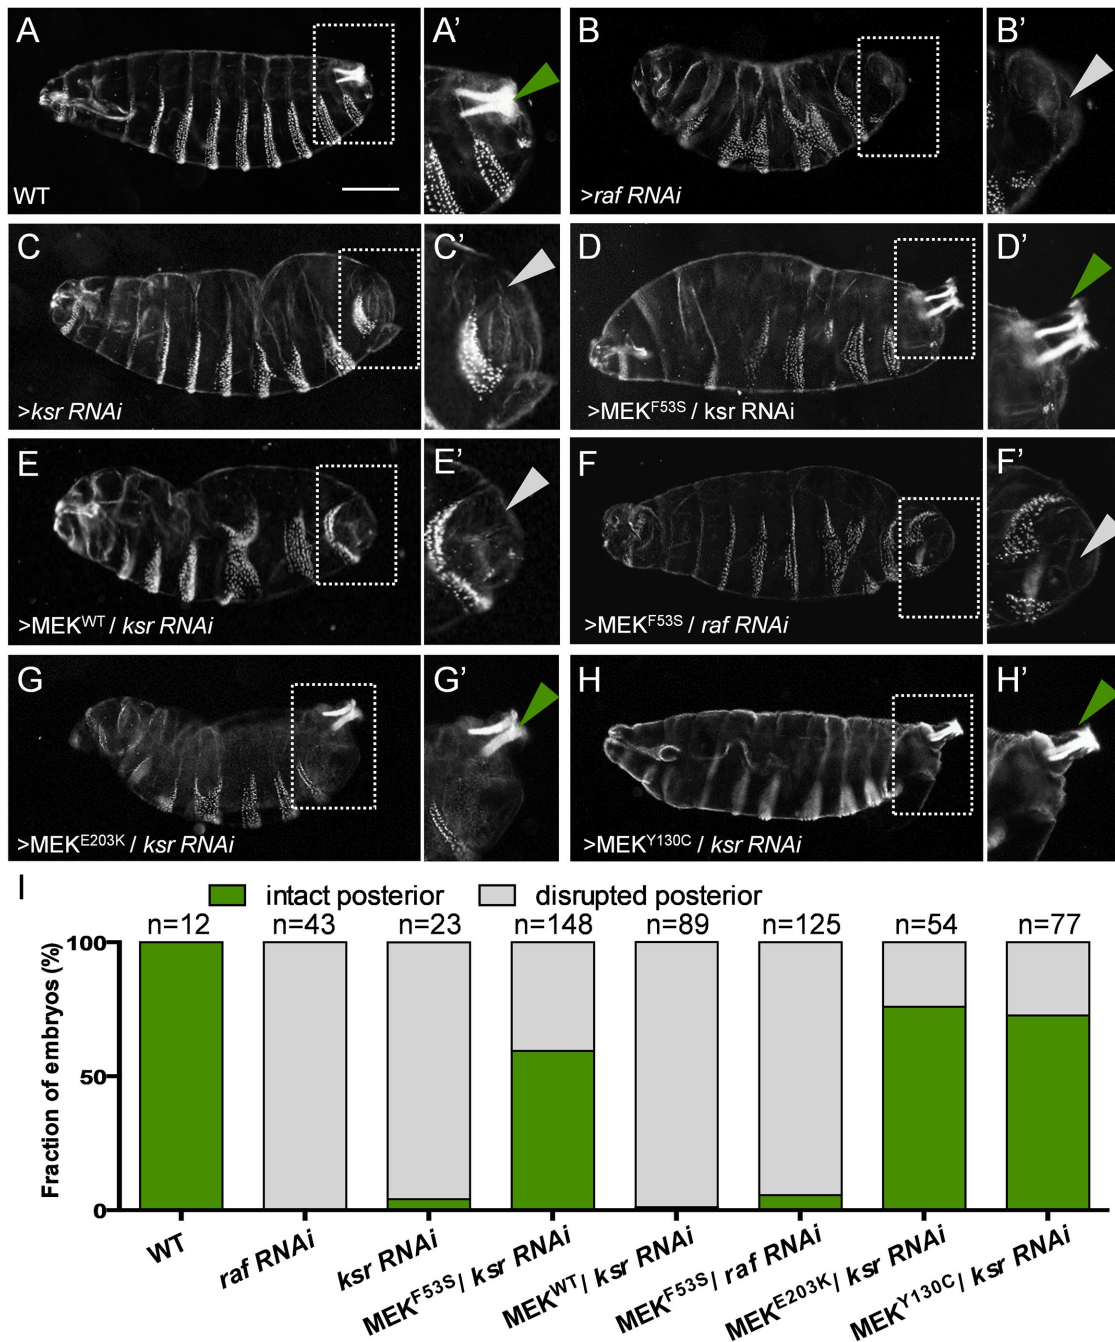 A
A’
B
B’
WT
>raf RNAi
C
C’
D
D’
>ksr RNAi
>MEKF53S / ksr RNAi
E
E’
F
F’
>MEKWT / ksr RNAi
>MEKF53S / raf RNAi
G
G’
H
H’
>MEKE203K / ksr RNAi
>MEKY130C / ksr RNAi
I
intact posterior
disrupted posterior
n=12 n=43 n=23 n=148 n=89 n=125 n=54 n=77
Fraction of embryos (%)
100
50
0
WT
raf RNAi
ksr RNAi
MEKF53S/ ksr RNAi
MEKWT/ ksr RNAi
MEKF53S/ raf RNAi
MEKE203K/ ksr RNAi
MEKY130C/ ksr RNAi